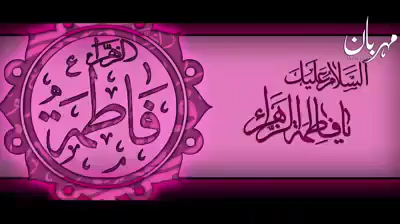 مهربان
السلام علیک
یا فاطمة الزهراء
الزهراء
فاطمة